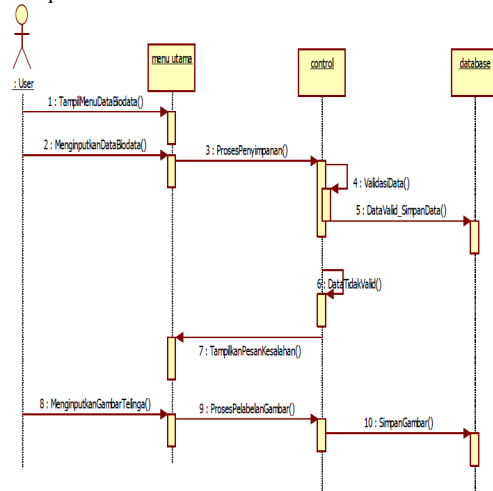 menu utama
control
database
: User
1 : TampilMenuDataBiodata()
2 : MenginputkanDataBiodata()
3 : ProsesPenyimpanan()
4 : ValidasiData()
5 : DataValid_SimpanData()
6 : DataTidakValid()
7 : TampilkanPesanKesalahan()
8 : MenginputkanGambarTelinga()
9 : ProsesPelabelanGambar()
10 : SimpanGambar()